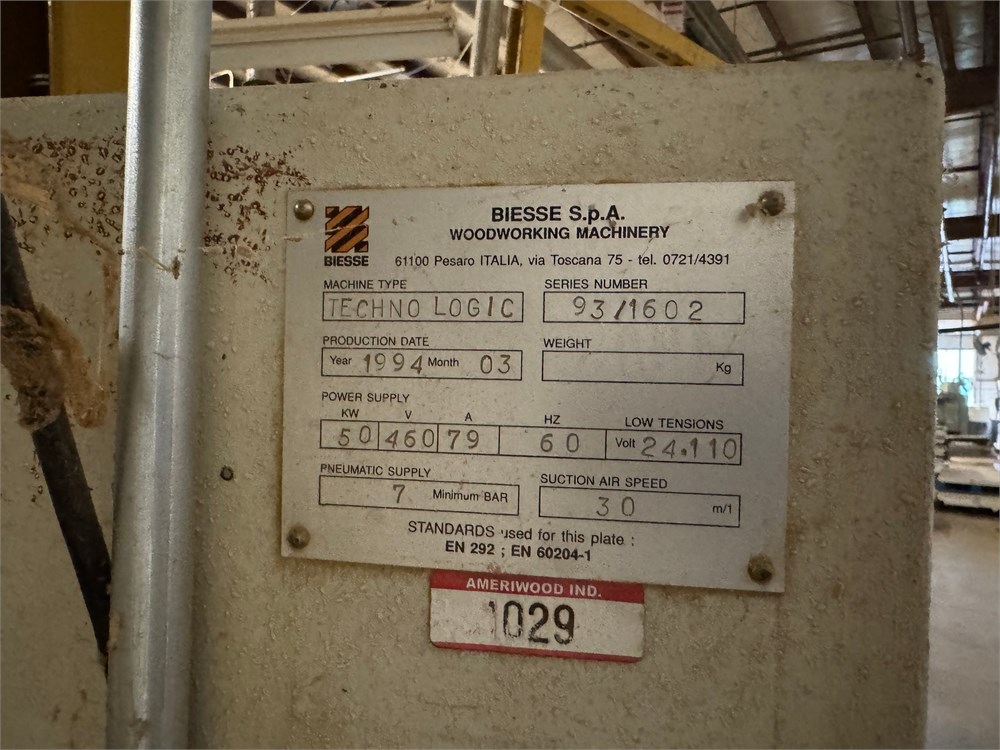 BIESSE
BIESSE S.p.A.
WOODWORKING MACHINERY
61100 Pesaro ITALIA, via Toscana 75 - tel. 0721/4391
MACHINE TYPE
TECHNO LOGIC
SERIES NUMBER
93/1602
PRODUCTION DATE
Year 1994 Month 03
WEIGHT
Kg
POWER SUPPLY
KW V A HZ LOW TENSIONS
50 460 79 60 Volt 24.110
PNEUMATIC SUPPLY
7 Minimum BAR
SUCTION AIR SPEED
30 m/1
STANDARDS used for this plate :
EN 292 ; EN 60204-1
AMERIWOOD IND.
1029